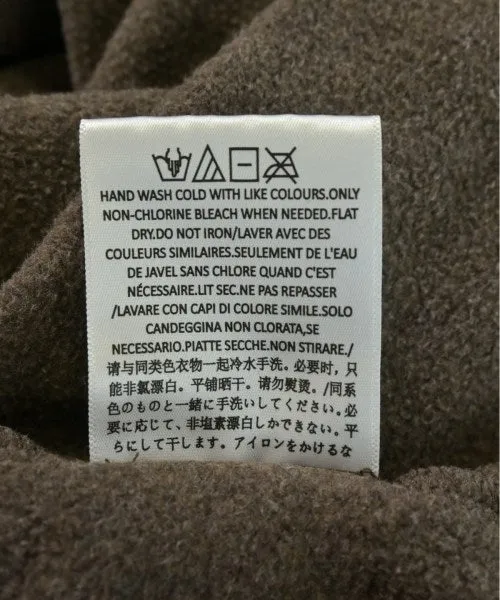 HAND WASH COLD WITH LIKE COLOURS.ONLY
NON-CHLORINE BLEACH WHEN NEEDED.FLAT
DRY.DO NOT IRON/LAVER AVEC DES
COULEURS SIMILAIRES.SEULEMENT DE L'EAU
DE JAVEL SANS CHLORE QUAND C'EST
NÉCESSAIRE.LIT SEC.NE PAS REPASSER
/LAVARE CON CAPI DI COLORE SIMILE.SOLO
CANDEGGINA NON CLORATA,SE
NECESSARIO.PIATTE SECCHE.NON STIRARE./
请与同类色衣物一起冷水手洗。必要时，只
能非氯漂白。平铺晒干。请勿熨烫。/同系
色のものと一緒に手洗いしてください。必
要に応じて、非塩素漂白しかできない。平
らにして干します。アイロンをかけるな